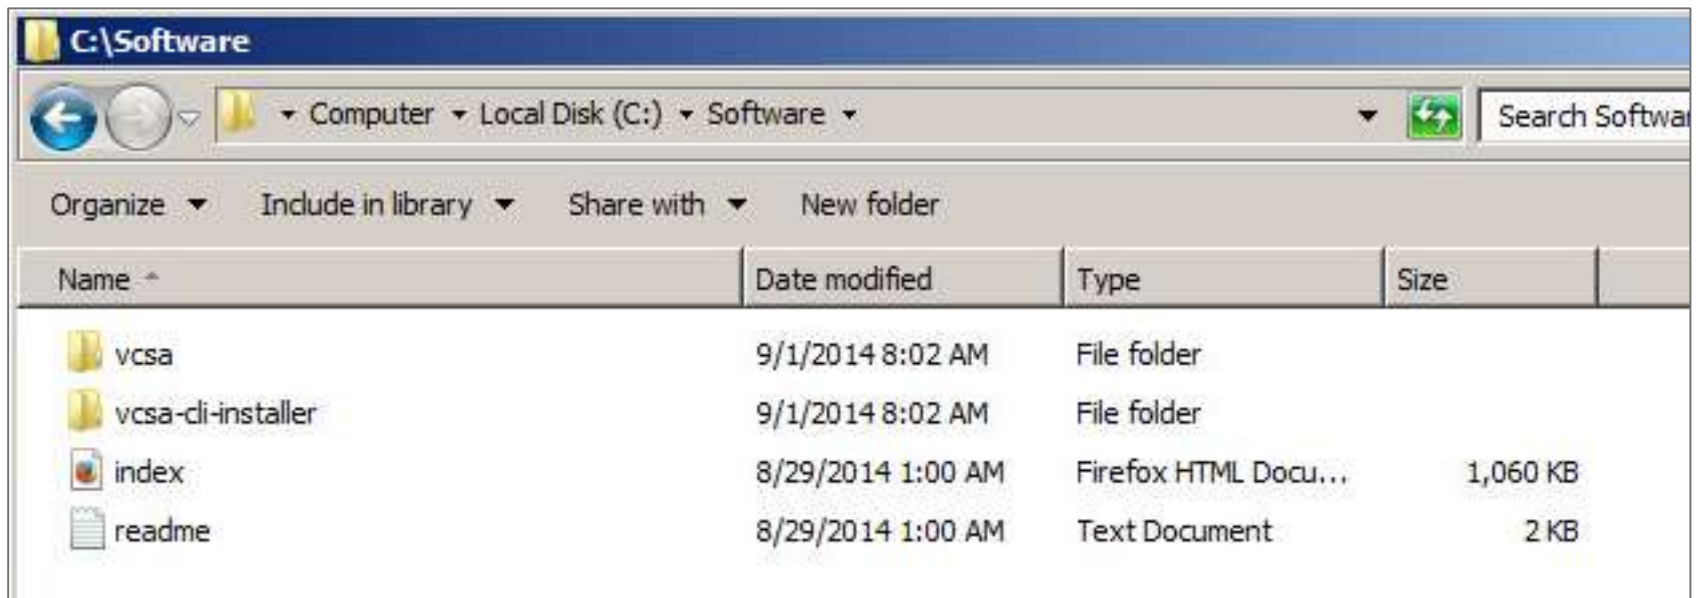 C:\Software
Computer Local Disk (C:) Software Search Softwar
Organize Include in library Share with New folder
Name Date modified Type Size
vcsa 9/1/2014 8:02 AM File folder
vcsa-cli-installer 9/1/2014 8:02 AM File folder
index 8/29/2014 1:00 AM Firefox HTML Docu... 1,060 KB
readme 8/29/2014 1:00 AM Text Document 2 KB